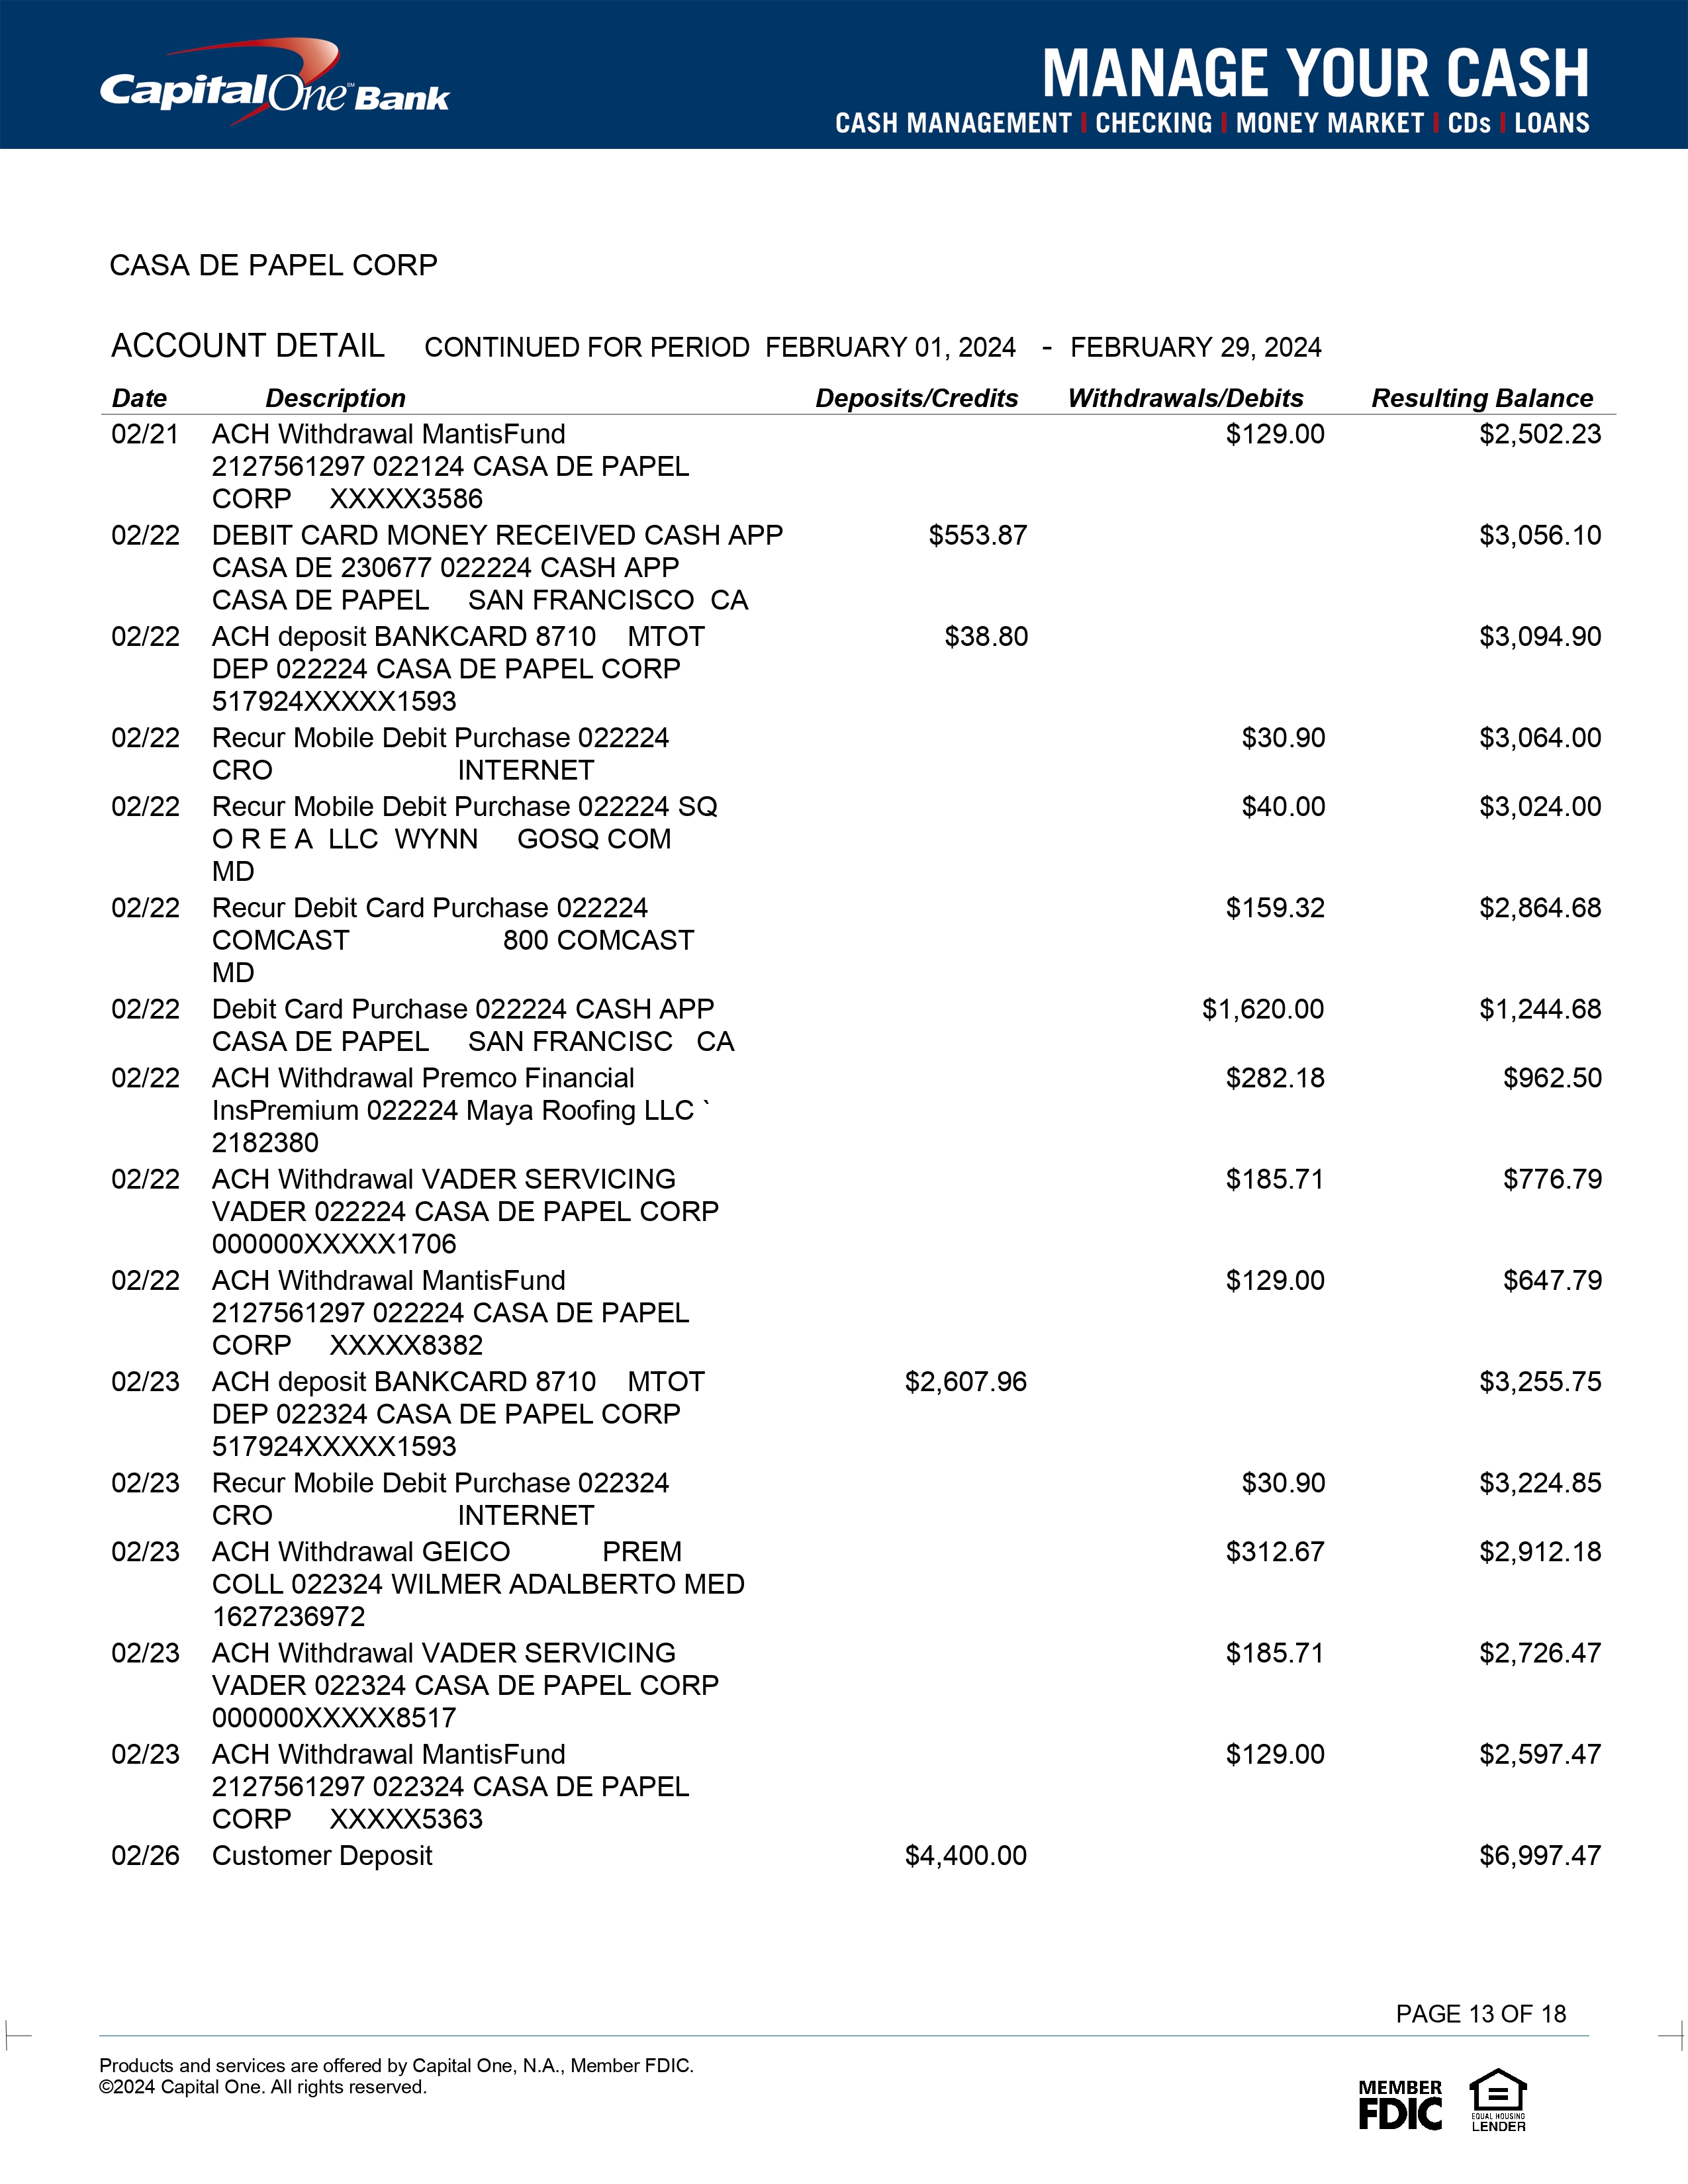 CapitalOne Bank
MANAGE YOUR CASH
CASH MANAGEMENT | CHECKING | MONEY MARKET | CDs | LOANS
CASA DE PAPEL CORP
ACCOUNT DETAIL CONTINUED FOR PERIOD FEBRUARY 01, 2024 - FEBRUARY 29, 2024
Date Description Deposits/Credits Withdrawals/Debits Resulting Balance
02/21 ACH Withdrawal MantisFund $129.00 $2,502.23
2127561297 022124 CASA DE PAPEL
CORP XXXXX3586
02/22 DEBIT CARD MONEY RECEIVED CASH APP $553.87 $3,056.10
CASA DE 230677 022224 CASH APP
CASA DE PAPEL SAN FRANCISCO CA
02/22 ACH deposit BANKCARD 8710 MTOT $38.80 $3,094.90
DEP 022224 CASA DE PAPEL CORP
517924XXXXX1593
02/22 Recur Mobile Debit Purchase 022224 $30.90 $3,064.00
CRO INTERNET
02/22 Recur Mobile Debit Purchase 022224 SQ $40.00 $3,024.00
O R E A LLC WYNN GOSQ COM
MD
02/22 Recur Debit Card Purchase 022224 $159.32 $2,864.68
COMCAST 800 COMCAST
MD
02/22 Debit Card Purchase 022224 CASH APP $1,620.00 $1,244.68
CASA DE PAPEL SAN FRANCISC CA
02/22 ACH Withdrawal Premco Financial $282.18 $962.50
InsPremium 022224 Maya Roofing LLC `
2182380
02/22 ACH Withdrawal VADER SERVICING $185.71 $776.79
VADER 022224 CASA DE PAPEL CORP
000000XXXXX1706
02/22 ACH Withdrawal MantisFund $129.00 $647.79
2127561297 022224 CASA DE PAPEL
CORP XXXXX8382
02/23 ACH deposit BANKCARD 8710 MTOT $2,607.96 $3,255.75
DEP 022324 CASA DE PAPEL CORP
517924XXXXX1593
02/23 Recur Mobile Debit Purchase 022324 $30.90 $3,224.85
CRO INTERNET
02/23 ACH Withdrawal GEICO PREM $312.67 $2,912.18
COLL 022324 WILMER ADALBERTO MED
1627236972
02/23 ACH Withdrawal VADER SERVICING $185.71 $2,726.47
VADER 022324 CASA DE PAPEL CORP
000000XXXXX8517
02/23 ACH Withdrawal MantisFund $129.00 $2,597.47
2127561297 022324 CASA DE PAPEL
CORP XXXXX5363
02/26 Customer Deposit $4,400.00 $6,997.47
PAGE 13 OF 18
Products and services are offered by Capital One, N.A., Member FDIC.
©2024 Capital One. All rights reserved.
MEMBER
FDIC
EQUAL HOUSING
LENDER